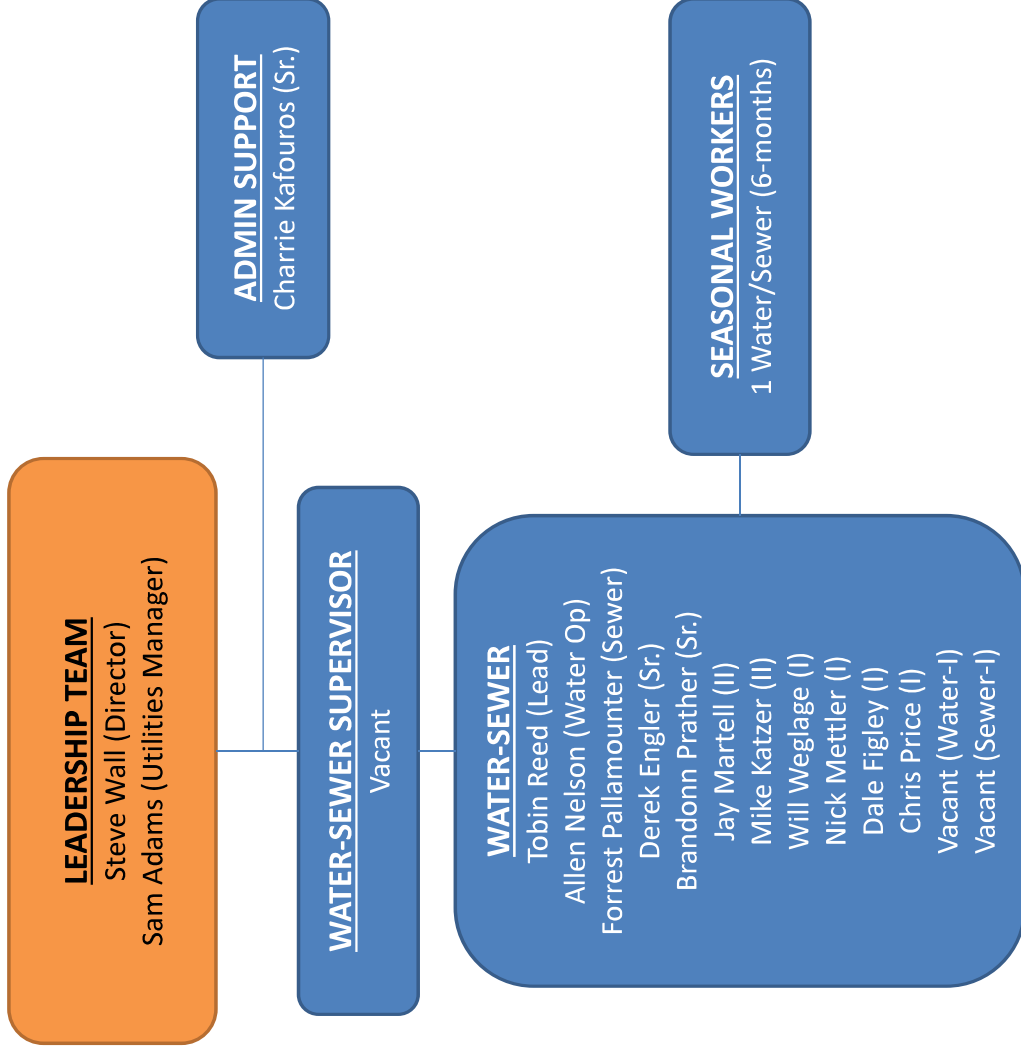 LEADERSHIP TEAM
Steve Wall (Director)
Sam Adams (Utilities Manager)
ADMIN SUPPORT
Charrie Kafouros (Sr.)
WATER-SEWER SUPERVISOR
Vacant
WATER-SEWER
Tobin Reed (Lead)
Allen Nelson (Water Op)
Forrest Pallamounter (Sewer)
Derek Engler (Sr.)
Brandonn Prather (Sr.)
Jay Martell (II)
Mike Katzer (II)
Will Weglage (II)
Nick Mettler (I)
Dale Figley (I)
Chris Price (I)
Vacant (Water-I)
Vacant (Sewer-I)
SEASONAL WORKERS
1 Water/Sewer (6-months)